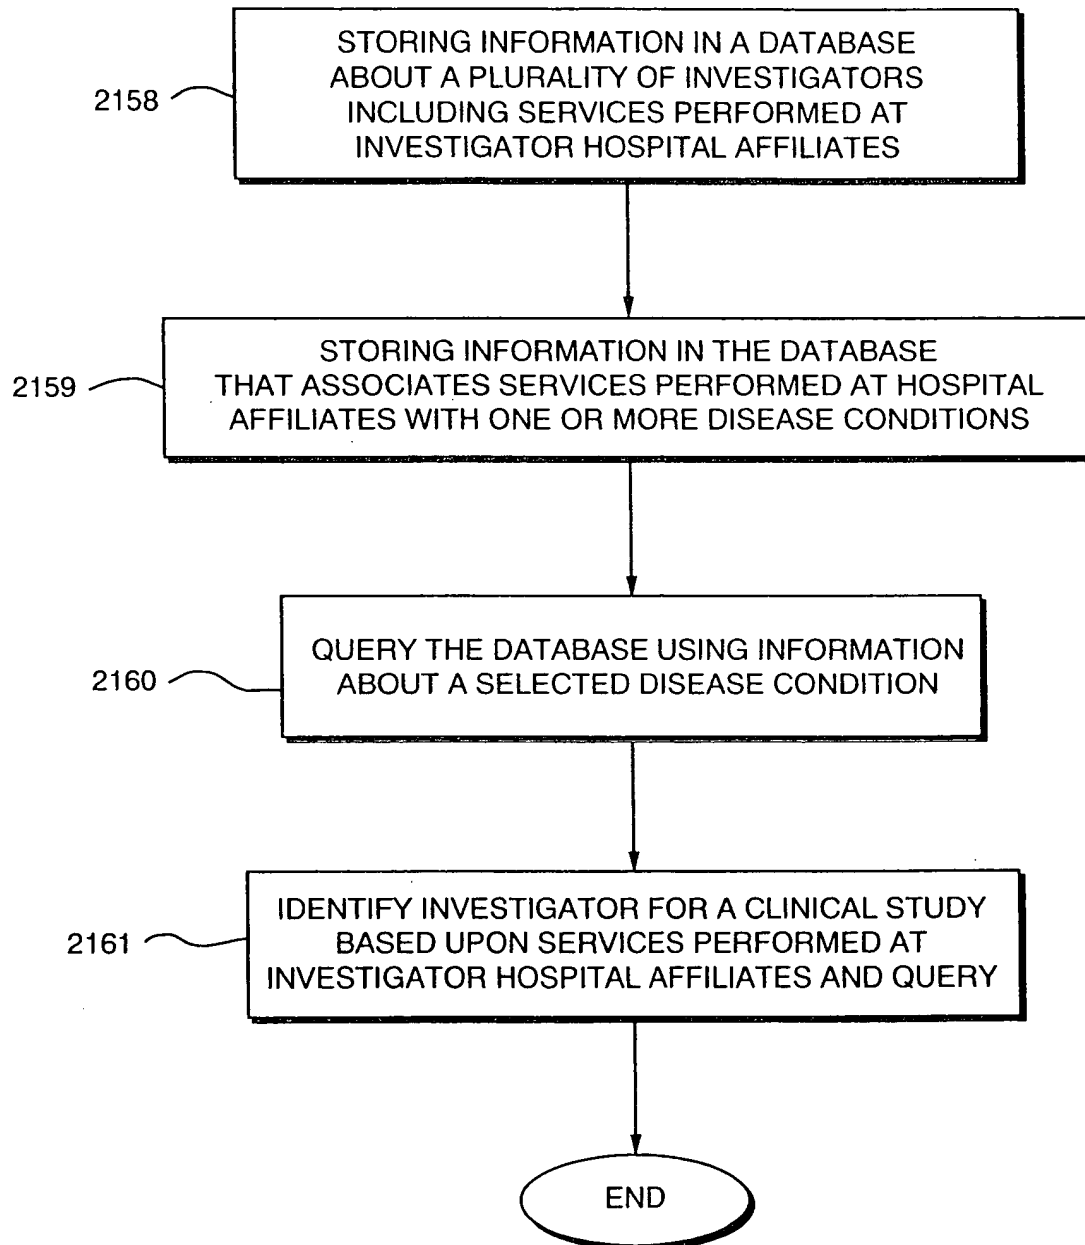 STORING INFORMATION IN A DATABASE
ABOUT A PLURALITY OF INVESTIGATORS
INCLUDING SERVICES PERFORMED AT
INVESTIGATOR HOSPITAL AFFILIATES
2158
STORING INFORMATION IN THE DATABASE
THAT ASSOCIATES SERVICES PERFORMED AT HOSPITAL
AFFILIATES WITH ONE OR MORE DISEASE CONDITIONS
2159
QUERY THE DATABASE USING INFORMATION
ABOUT A SELECTED DISEASE CONDITION
2160
IDENTIFY INVESTIGATOR FOR A CLINICAL STUDY
BASED UPON SERVICES PERFORMED AT
INVESTIGATOR HOSPITAL AFFILIATES AND QUERY
2161
END